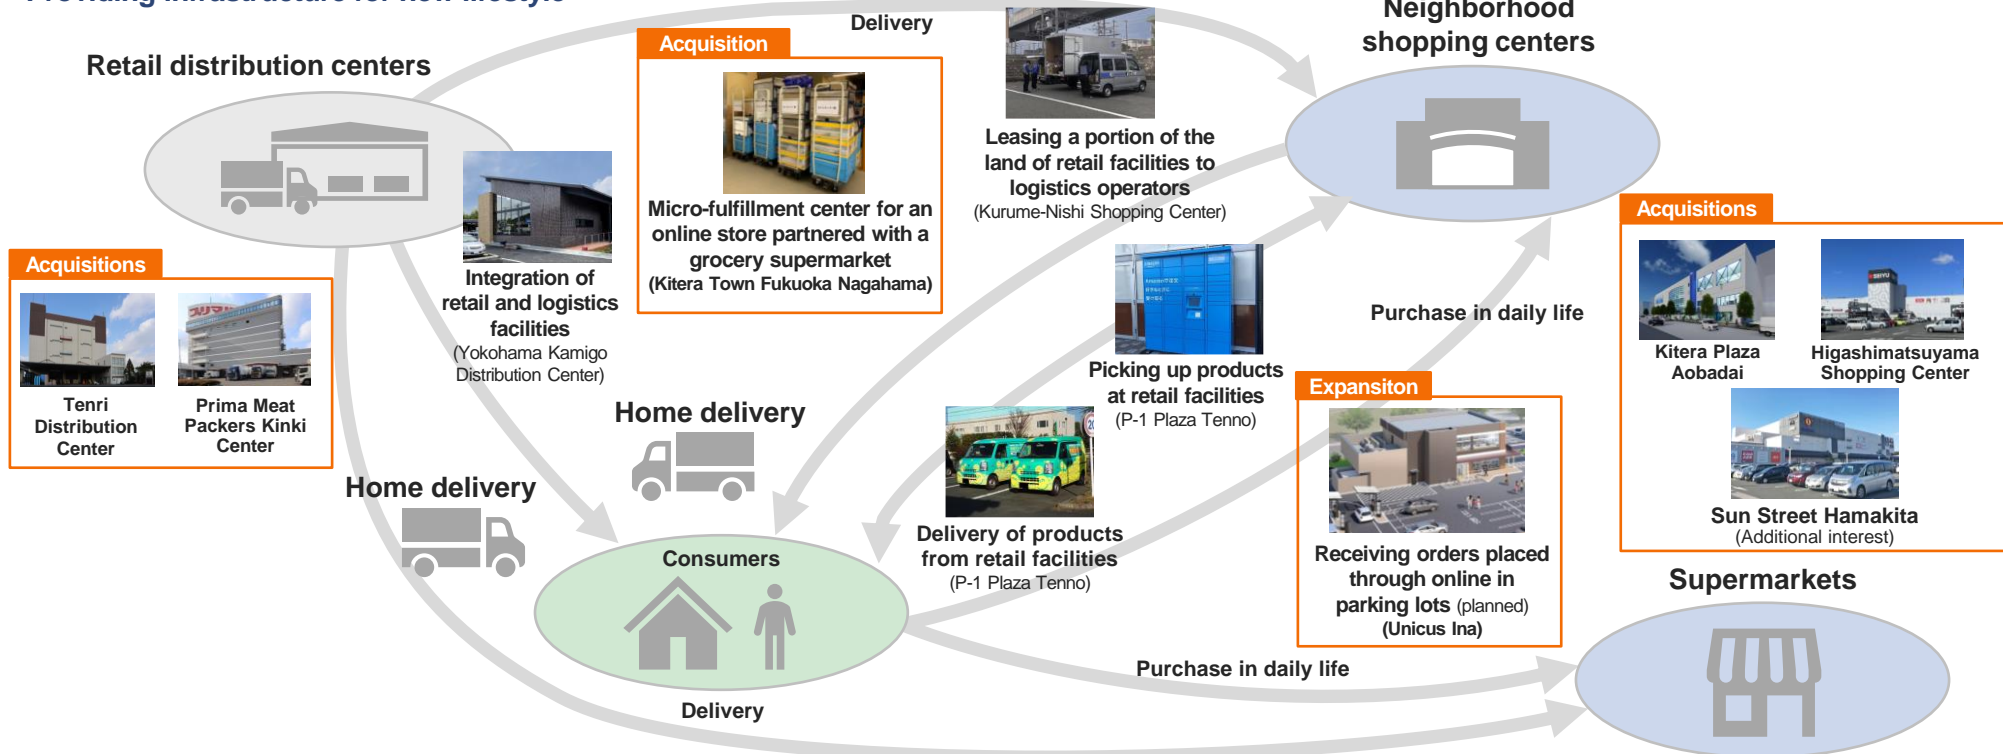 Providing infrastructure for new lifestyle
Delivery
Neighborhood
shopping centers
Retail distribution centers
Acquisition
Micro-fulfillment center for an
online store partnered with a
grocery supermarket
(Kitera Town Fukuoka Nagahama)
Leasing a portion of the
land of retail facilities to
logistics operators
(Kurume-Nishi Shopping Center)
Integration of
retail and logistics
facilities
(Yokohama Kamigo
Distribution Center)
Acquisitions
Tenri
Distribution
Center
Prima Meat
Packers Kinki
Center
Acquisitions
SEIYU
Kitera Plaza
Aobadai
Higashimatsuyama
Shopping Center
Sun Street Hamakita
(Additional interest)
Purchase in daily life
Picking up products
at retail facilities
(P-1 Plaza Tenno)
Expansiton
Receiving orders placed
through online in
parking lots (planned)
(Unicus Ina)
Home delivery
Home delivery
Delivery of products
from retail facilities
(P-1 Plaza Tenno)
Consumers
Supermarkets
Purchase in daily life
Delivery